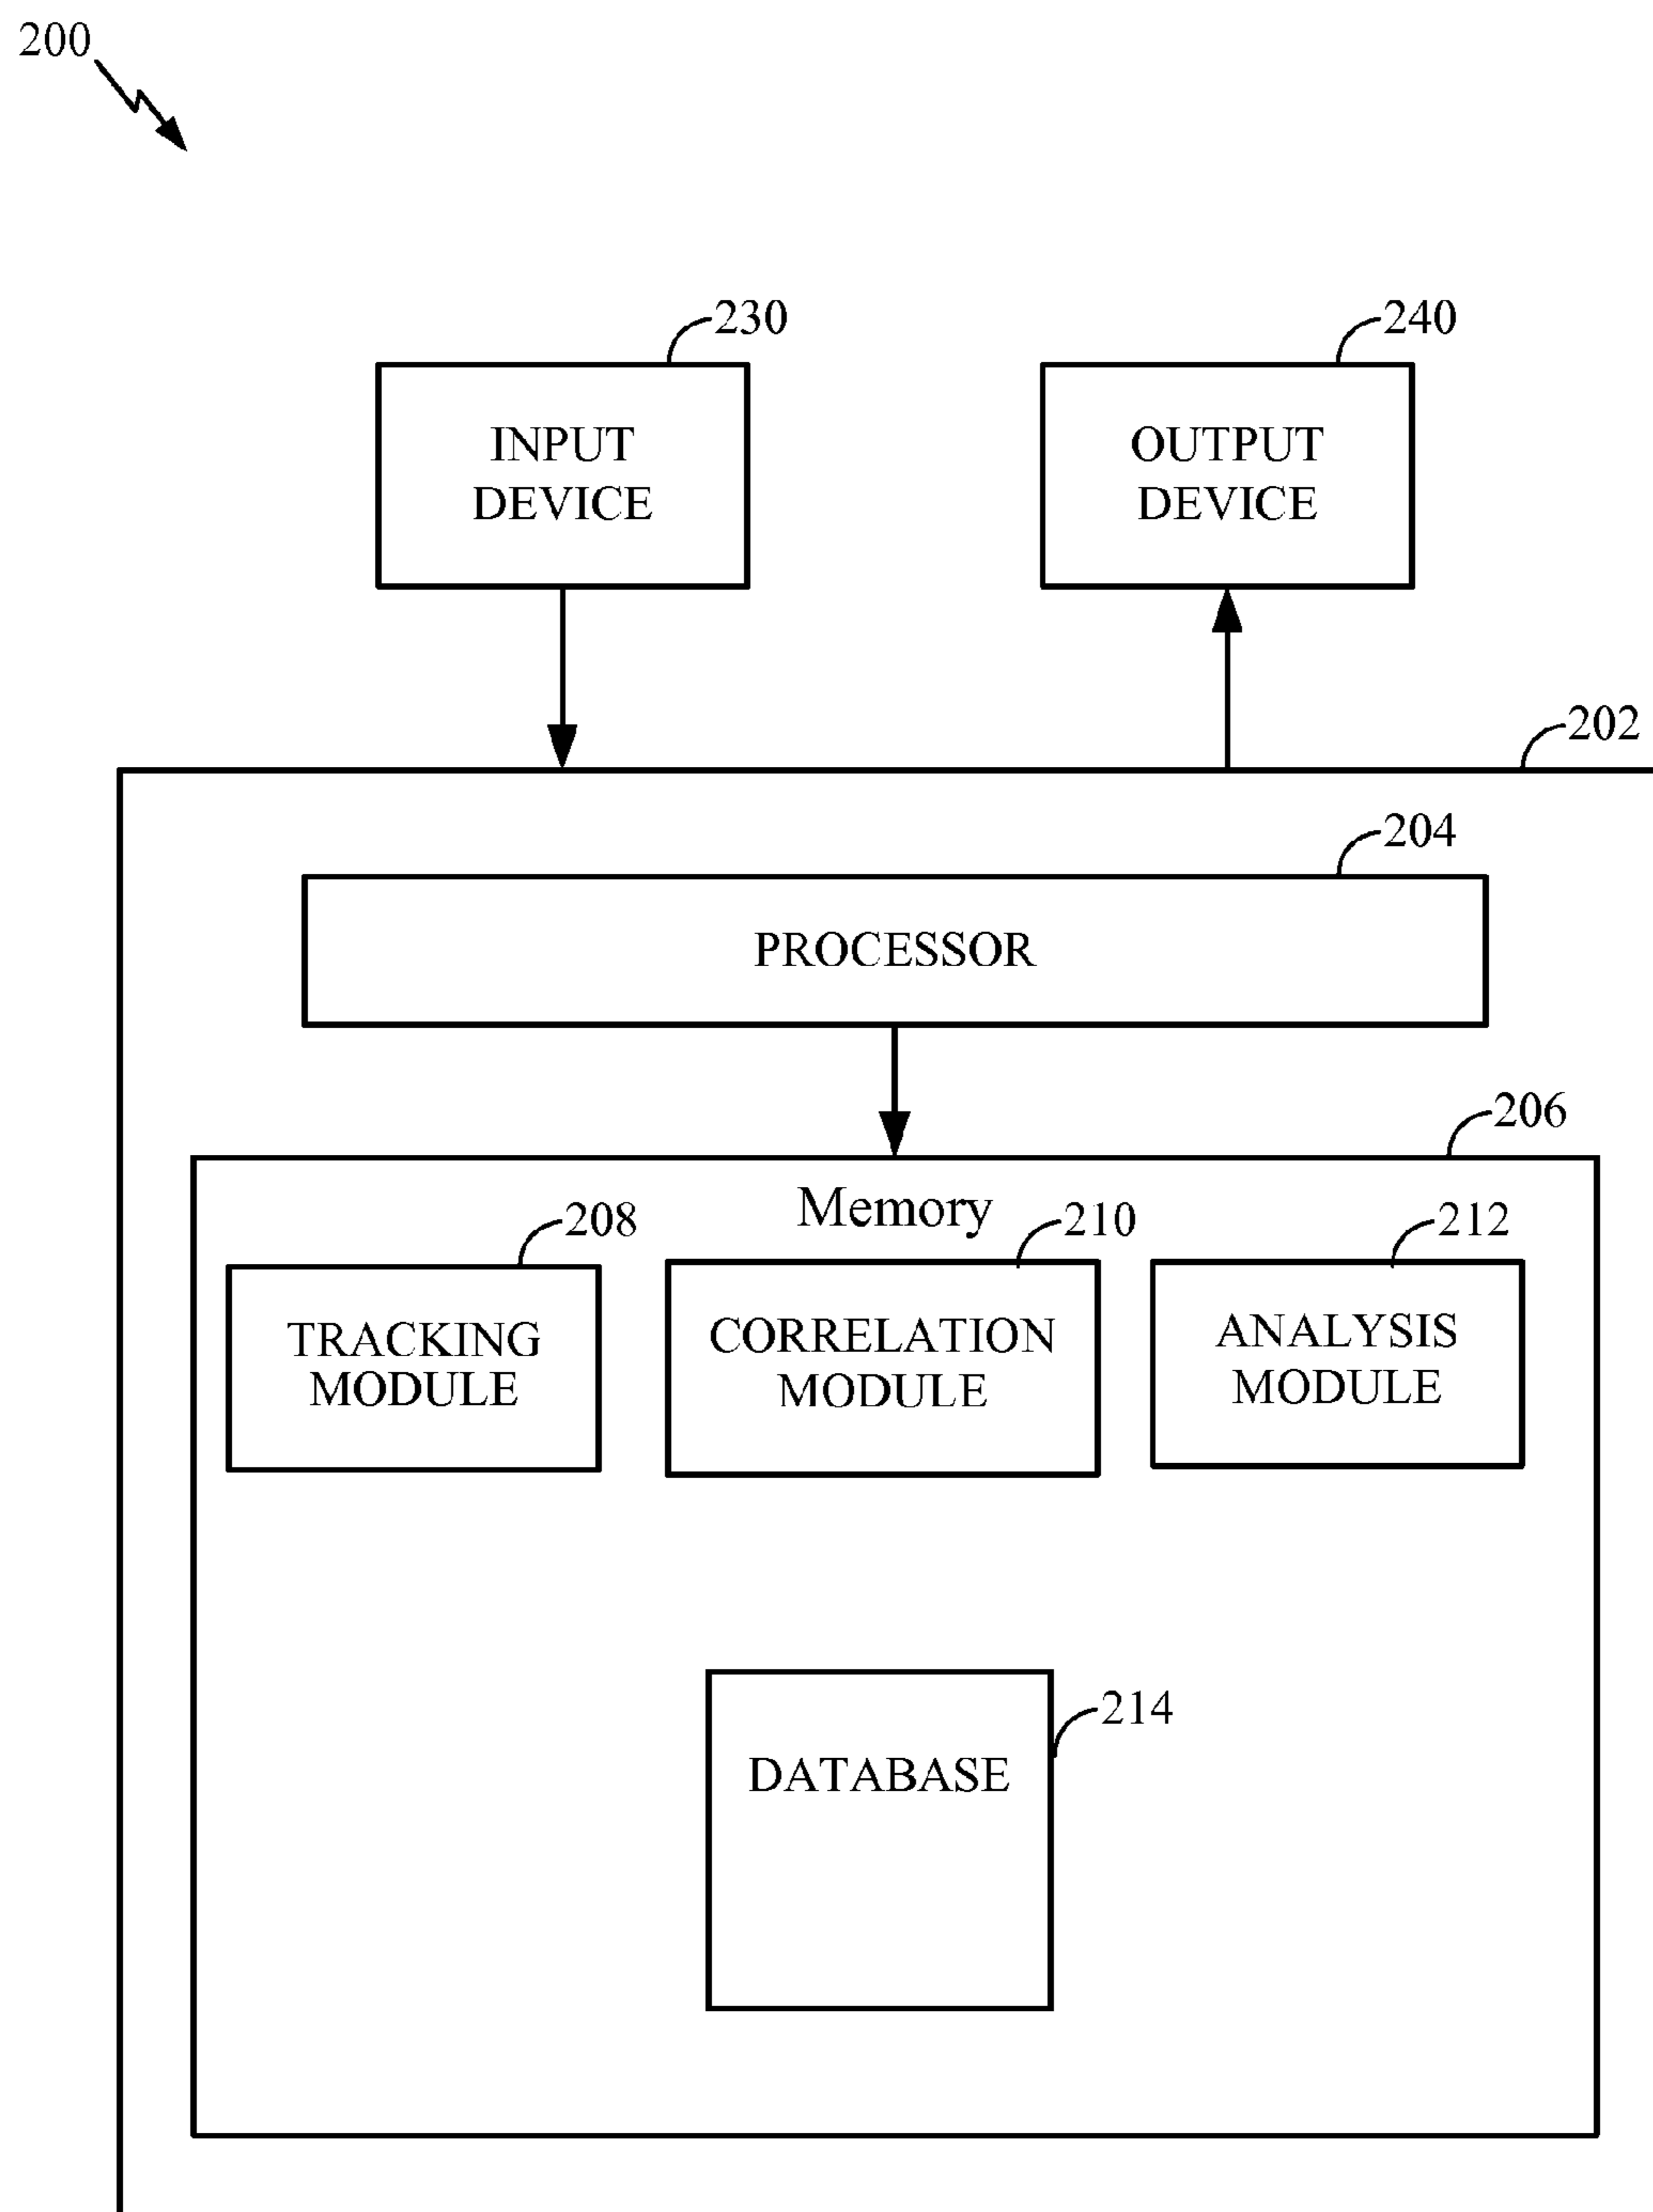 200
230
240
INPUT
DEVICE
OUTPUT
DEVICE
202
204
PROCESSOR
206
Memory
208
210
212
TRACKING
MODULE
CORRELATION
MODULE
ANALYSIS
MODULE
214
DATABASE